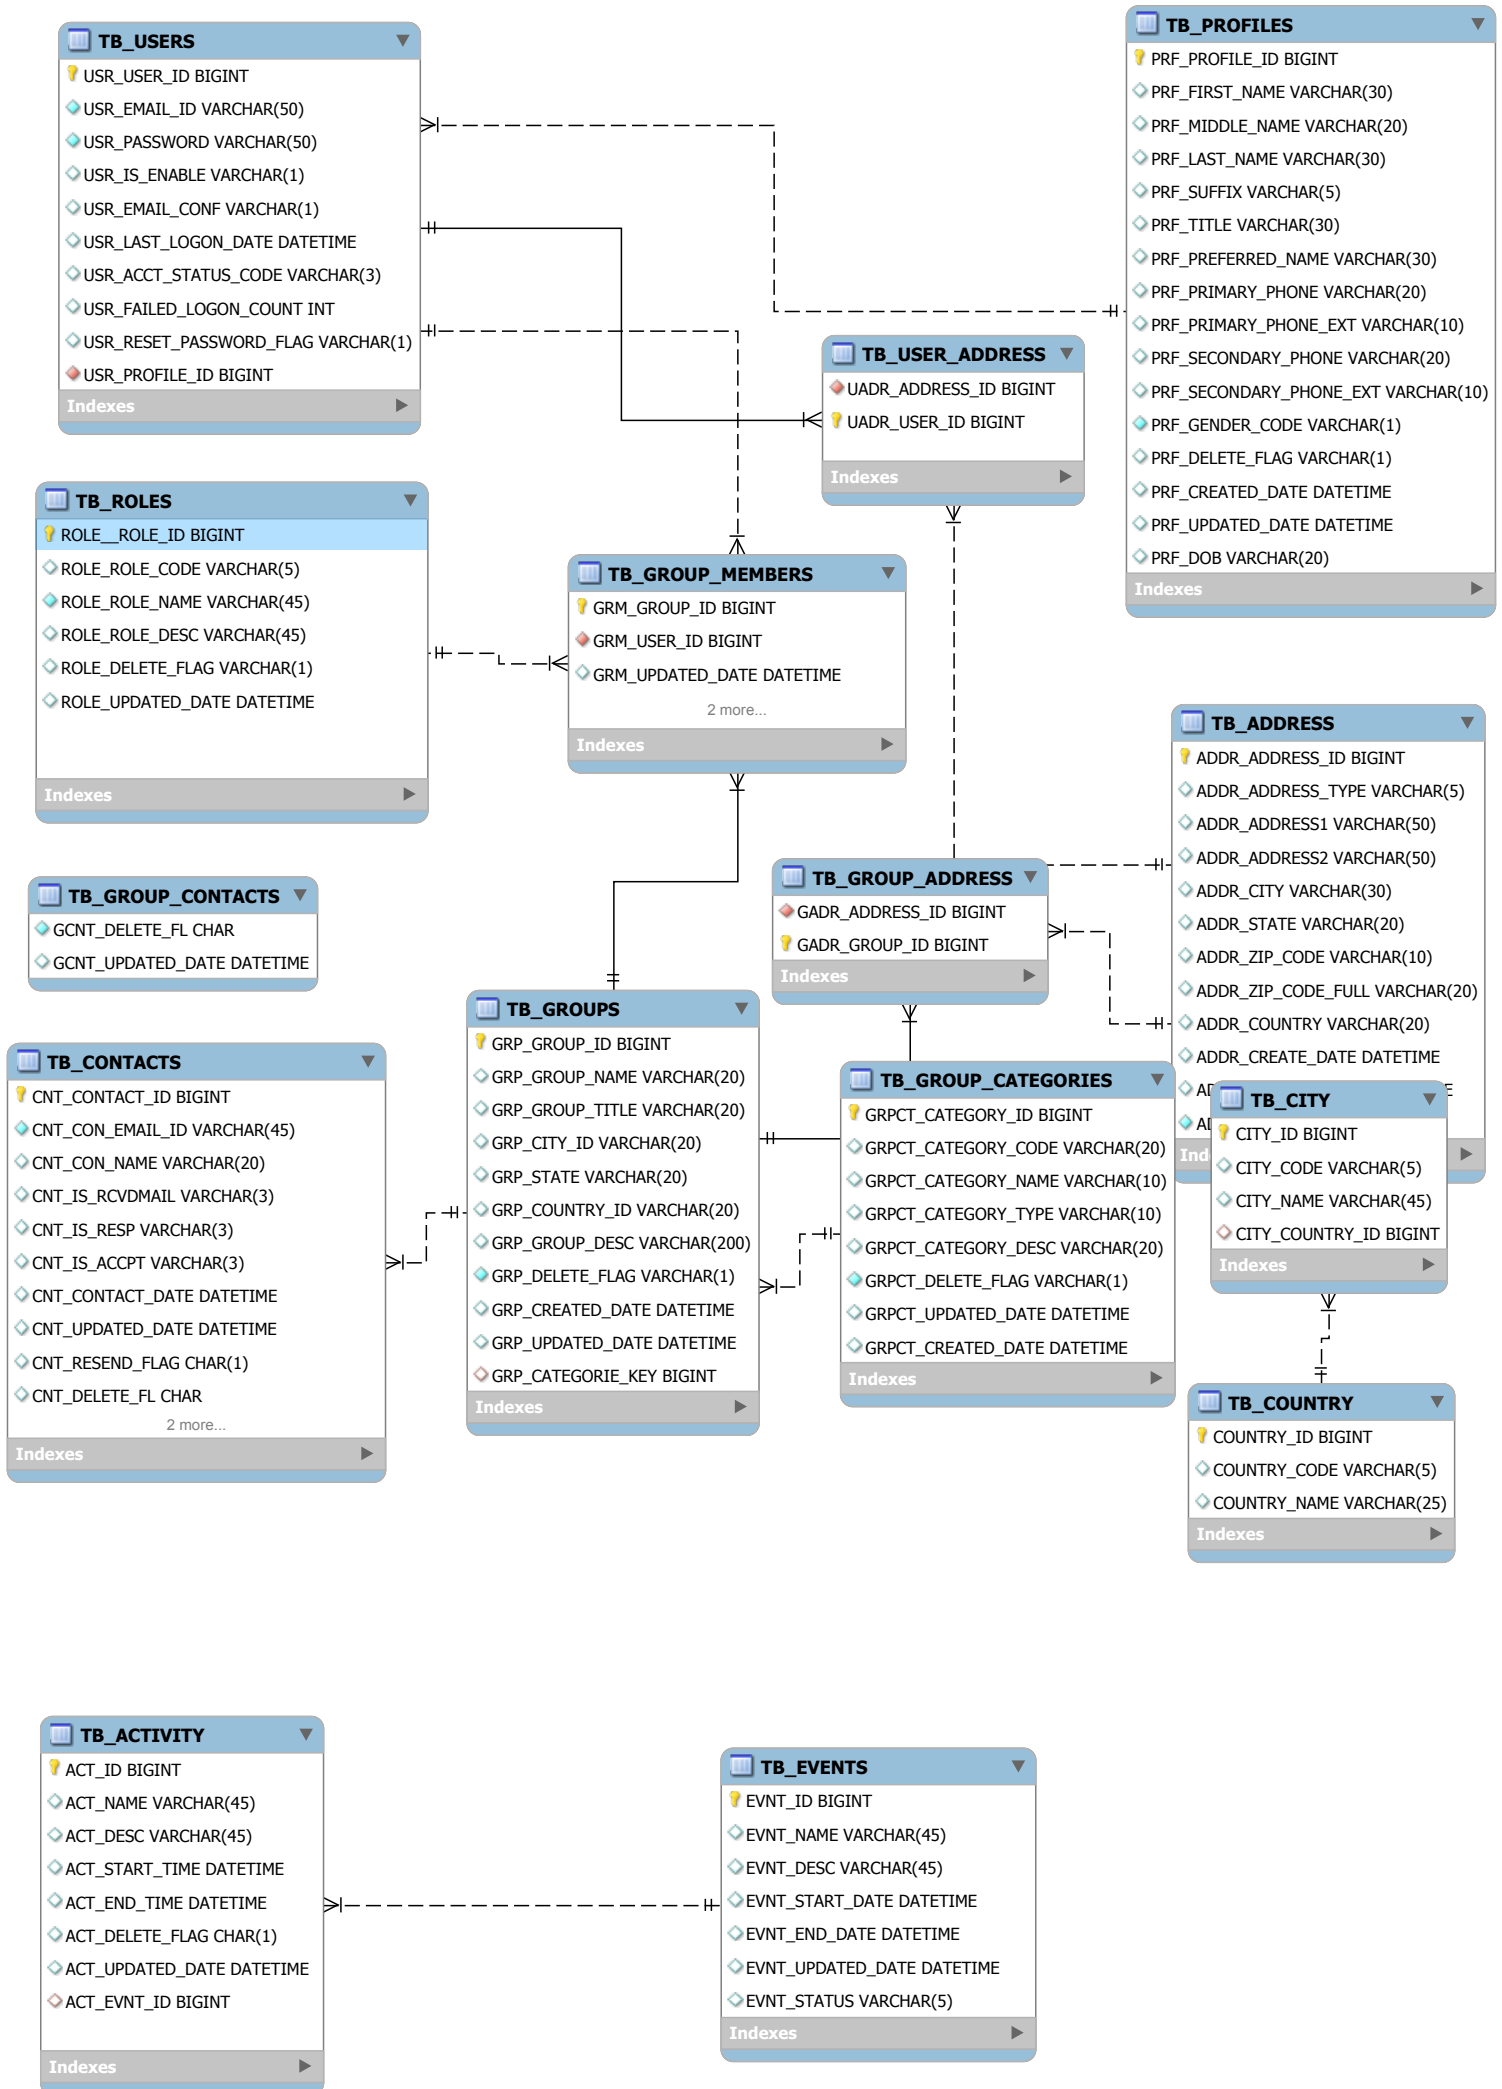 TB_USERS
USR_USER_ID BIGINT
USR_EMAIL_ID VARCHAR(50)
USR_PASSWORD VARCHAR(50)
USR_IS_ENABLE VARCHAR(1)
USR_EMAIL_CONF VARCHAR(1)
USR_LAST_LOGON_DATE DATETIME
USR_ACCT_STATUS_CODE VARCHAR(3)
USR_FAILED_LOGON_COUNT INT
USR_RESET_PASSWORD_FLAG VARCHAR(1)
USR_PROFILE_ID BIGINT
Indexes
TB_PROFILES
PRF_PROFILE_ID BIGINT
PRF_FIRST_NAME VARCHAR(30)
PRF_MIDDLE_NAME VARCHAR(20)
PRF_LAST_NAME VARCHAR(30)
PRF_SUFFIX VARCHAR(5)
PRF_TITLE VARCHAR(30)
PRF_PREFERRED_NAME VARCHAR(30)
PRF_PRIMARY_PHONE VARCHAR(20)
PRF_PRIMARY_PHONE_EXT VARCHAR(10)
PRF_SECONDARY_PHONE VARCHAR(20)
PRF_SECONDARY_PHONE_EXT VARCHAR(10)
PRF_GENDER_CODE VARCHAR(1)
PRF_DELETE_FLAG VARCHAR(1)
PRF_CREATED_DATE DATETIME
PRF_UPDATED_DATE DATETIME
PRF_DOB VARCHAR(20)
Indexes
TB_USER_ADDRESS
UADR_ADDRESS_ID BIGINT
UADR_USER_ID BIGINT
Indexes
TB_ROLES
ROLE__ROLE_ID BIGINT
ROLE_ROLE_CODE VARCHAR(5)
ROLE_ROLE_NAME VARCHAR(45)
ROLE_ROLE_DESC VARCHAR(45)
ROLE_DELETE_FLAG VARCHAR(1)
ROLE_UPDATED_DATE DATETIME
Indexes
TB_GROUP_MEMBERS
GRM_GROUP_ID BIGINT
GRM_USER_ID BIGINT
GRM_UPDATED_DATE DATETIME
2 more...
Indexes
TB_ADDRESS
ADDR_ADDRESS_ID BIGINT
ADDR_ADDRESS_TYPE VARCHAR(5)
ADDR_ADDRESS1 VARCHAR(50)
ADDR_ADDRESS2 VARCHAR(50)
ADDR_CITY VARCHAR(30)
ADDR_STATE VARCHAR(20)
ADDR_ZIP_CODE VARCHAR(10)
ADDR_ZIP_CODE_FULL VARCHAR(20)
ADDR_COUNTRY VARCHAR(20)
ADDR_CREATE_DATE DATETIME
TB_GROUP_CONTACTS
GCNT_DELETE_FL CHAR
GCNT_UPDATED_DATE DATETIME
TB_GROUP_ADDRESS
GADR_ADDRESS_ID BIGINT
GADR_GROUP_ID BIGINT
Indexes
TB_CONTACTS
CNT_CONTACT_ID BIGINT
CNT_CON_EMAIL_ID VARCHAR(45)
CNT_CON_NAME VARCHAR(20)
CNT_IS_RCVDMAIL VARCHAR(3)
CNT_IS_RESP VARCHAR(3)
CNT_IS_ACCPT VARCHAR(3)
CNT_CONTACT_DATE DATETIME
CNT_UPDATED_DATE DATETIME
CNT_RESEND_FLAG CHAR(1)
CNT_DELETE_FL CHAR
2 more...
Indexes
TB_GROUPS
GRP_GROUP_ID BIGINT
GRP_GROUP_NAME VARCHAR(20)
GRP_GROUP_TITLE VARCHAR(20)
GRP_CITY_ID VARCHAR(20)
GRP_STATE VARCHAR(20)
GRP_COUNTRY_ID VARCHAR(20)
GRP_GROUP_DESC VARCHAR(200)
GRP_DELETE_FLAG VARCHAR(1)
GRP_CREATED_DATE DATETIME
GRP_UPDATED_DATE DATETIME
GRP_CATEGORIE_KEY BIGINT
Indexes
TB_GROUP_CATEGORIES
GRPCT_CATEGORY_ID BIGINT
GRPCT_CATEGORY_CODE VARCHAR(20)
GRPCT_CATEGORY_NAME VARCHAR(10)
GRPCT_CATEGORY_TYPE VARCHAR(10)
GRPCT_CATEGORY_DESC VARCHAR(20)
GRPCT_DELETE_FLAG VARCHAR(1)
GRPCT_UPDATED_DATE DATETIME
GRPCT_CREATED_DATE DATETIME
Indexes
TB_CITY
CITY_ID BIGINT
CITY_CODE VARCHAR(5)
CITY_NAME VARCHAR(45)
CITY_COUNTRY_ID BIGINT
Indexes
TB_COUNTRY
COUNTRY_ID BIGINT
COUNTRY_CODE VARCHAR(5)
COUNTRY_NAME VARCHAR(25)
Indexes
TB_ACTIVITY
ACT_ID BIGINT
ACT_NAME VARCHAR(45)
ACT_DESC VARCHAR(45)
ACT_START_TIME DATETIME
ACT_END_TIME DATETIME
ACT_DELETE_FLAG CHAR(1)
ACT_UPDATED_DATE DATETIME
ACT_EVNT_ID BIGINT
Indexes
TB_EVENTS
EVNT_ID BIGINT
EVNT_NAME VARCHAR(45)
EVNT_DESC VARCHAR(45)
EVNT_START_DATE DATETIME
EVNT_END_DATE DATETIME
EVNT_UPDATED_DATE DATETIME
EVNT_STATUS VARCHAR(5)
Indexes